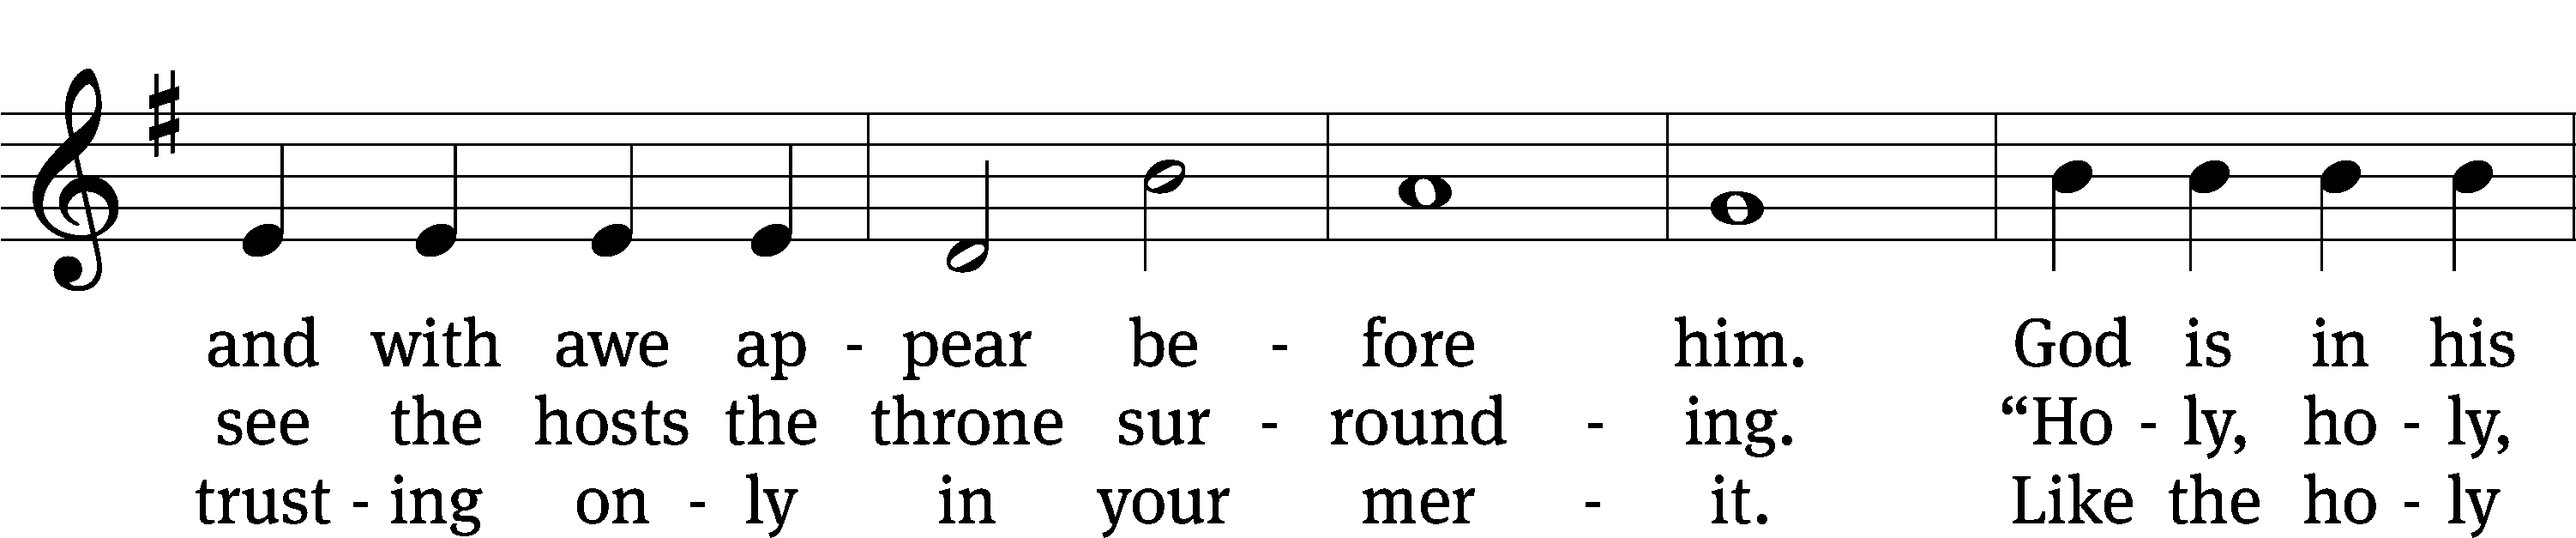 and with awe ap - pear be - fore him. God is in his
see the hosts the throne sur - round - ing. “Ho - ly, ho - ly,
trust - ing on - ly in your mer - it. Like the ho - ly